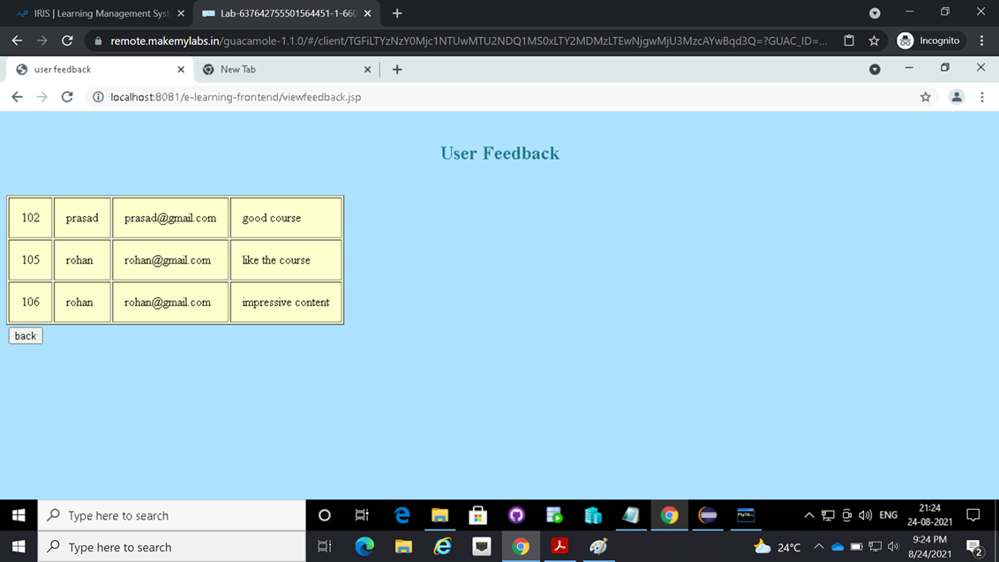 IRIS | Learning Management Syst
Lab-637642755501564451-1-660
remote.makemylabs.in/guacamole-1.1.0/#/client/
Incognito
user feedback
New Tab
localhost:8081/e-learning-frontend/viewfeedback.jsp
User Feedback
102 prasad prasad@gmail.com good course
105 rohan rohan@gmail.com like the course
106 rohan rohan@gmail.com impressive content
back
Type here to search
ENG
21:24
24-08-2021
Type here to search
24°C
9:24 PM
8/24/2021
2